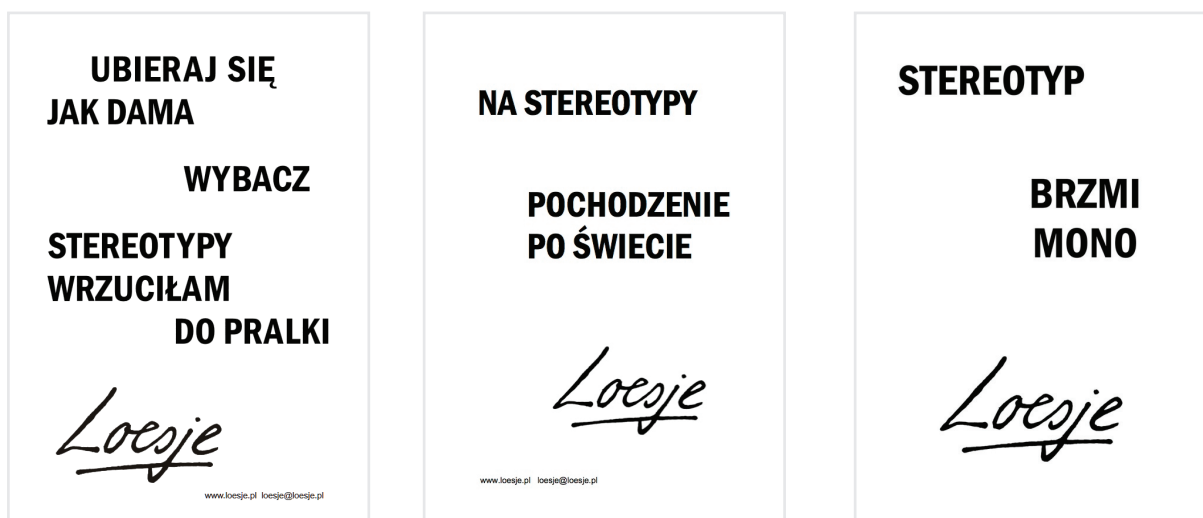 UBIERAJ SIĘ
JAK DAMA
WYBACZ
STEREOTYPY
WRZUCIŁAM
DO PRALKI
Loesje
www.loesje.pl loesje@loesje.pl
NA STEREOTYPY
POCHODZENIE
PO ŚWIECIE
Loesje
www.loesje.pl loesje@loesje.pl
STEREOTYP
BRZMI
MONO
Loesje